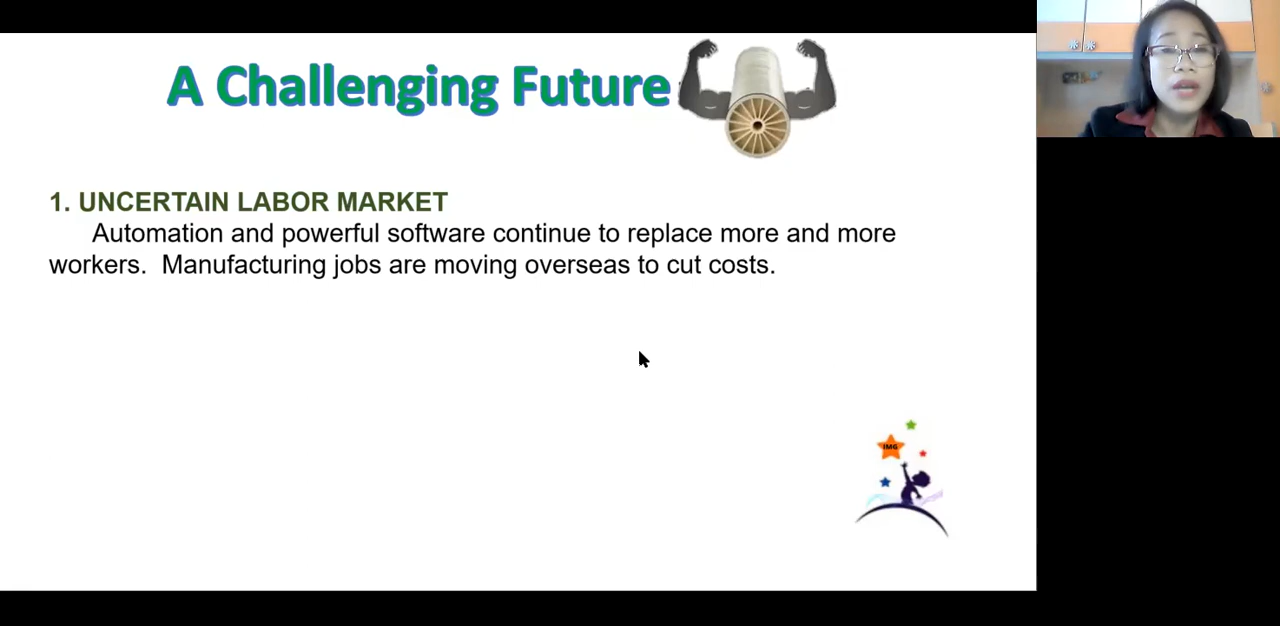 A Challenging Future
1. UNCERTAIN LABOR MARKET
Automation and powerful software continue to replace more and more
workers.  Manufacturing jobs are moving overseas to cut costs.
IMG